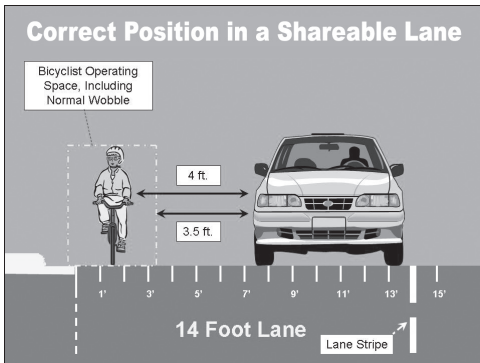 Correct Position in a Shareable Lane
Bicyclist Operating
Space, Including
Normal Wobble
4 ft.
3.5 ft.
1' 3' 5' 7' 9' 11' 13' 15'
14 Foot Lane
Lane Stripe